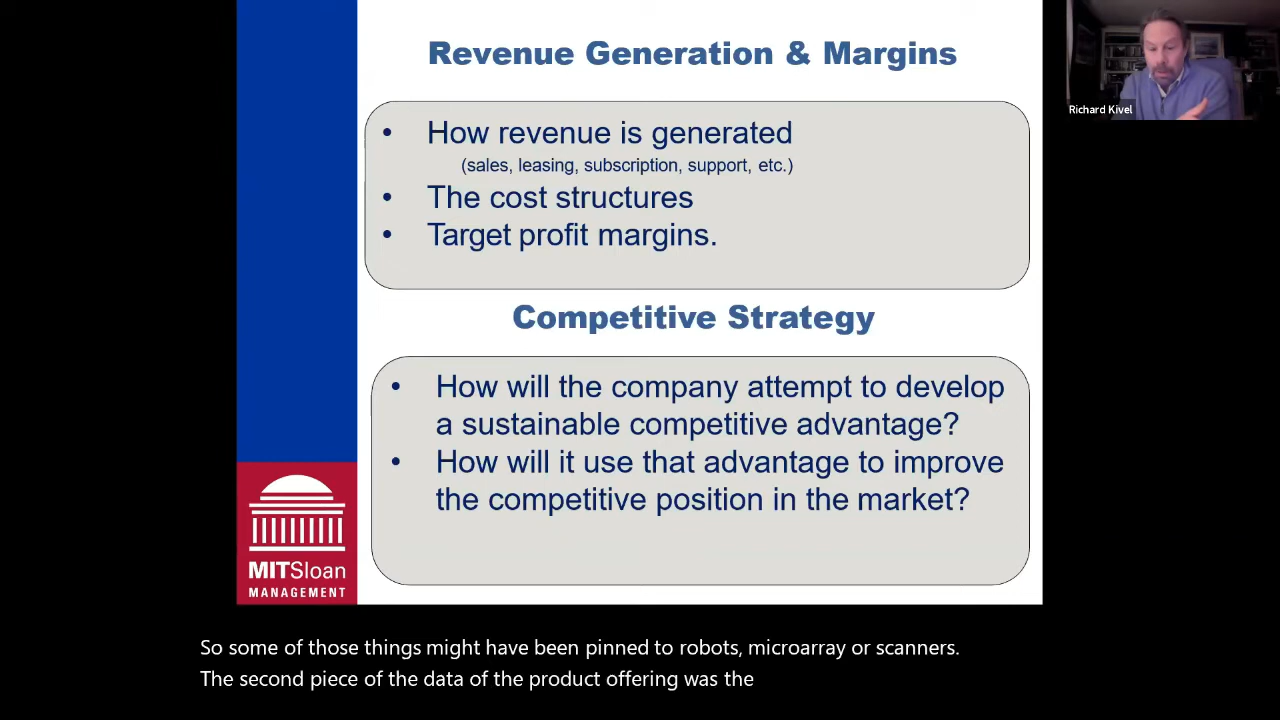 Revenue Generation & Margins
• How revenue is generated
(sales, leasing, subscription, support, etc.)
• The cost structures
• Target profit margins.
Competitive Strategy
• How will the company attempt to develop
a sustainable competitive advantage?
• How will it use that advantage to improve
the competitive position in the market?
MITSloan
MANAGEMENT
Richard Kivel
So some of those things might have been pinned to robots, microarray or scanners.
The second piece of the data of the product offering was the